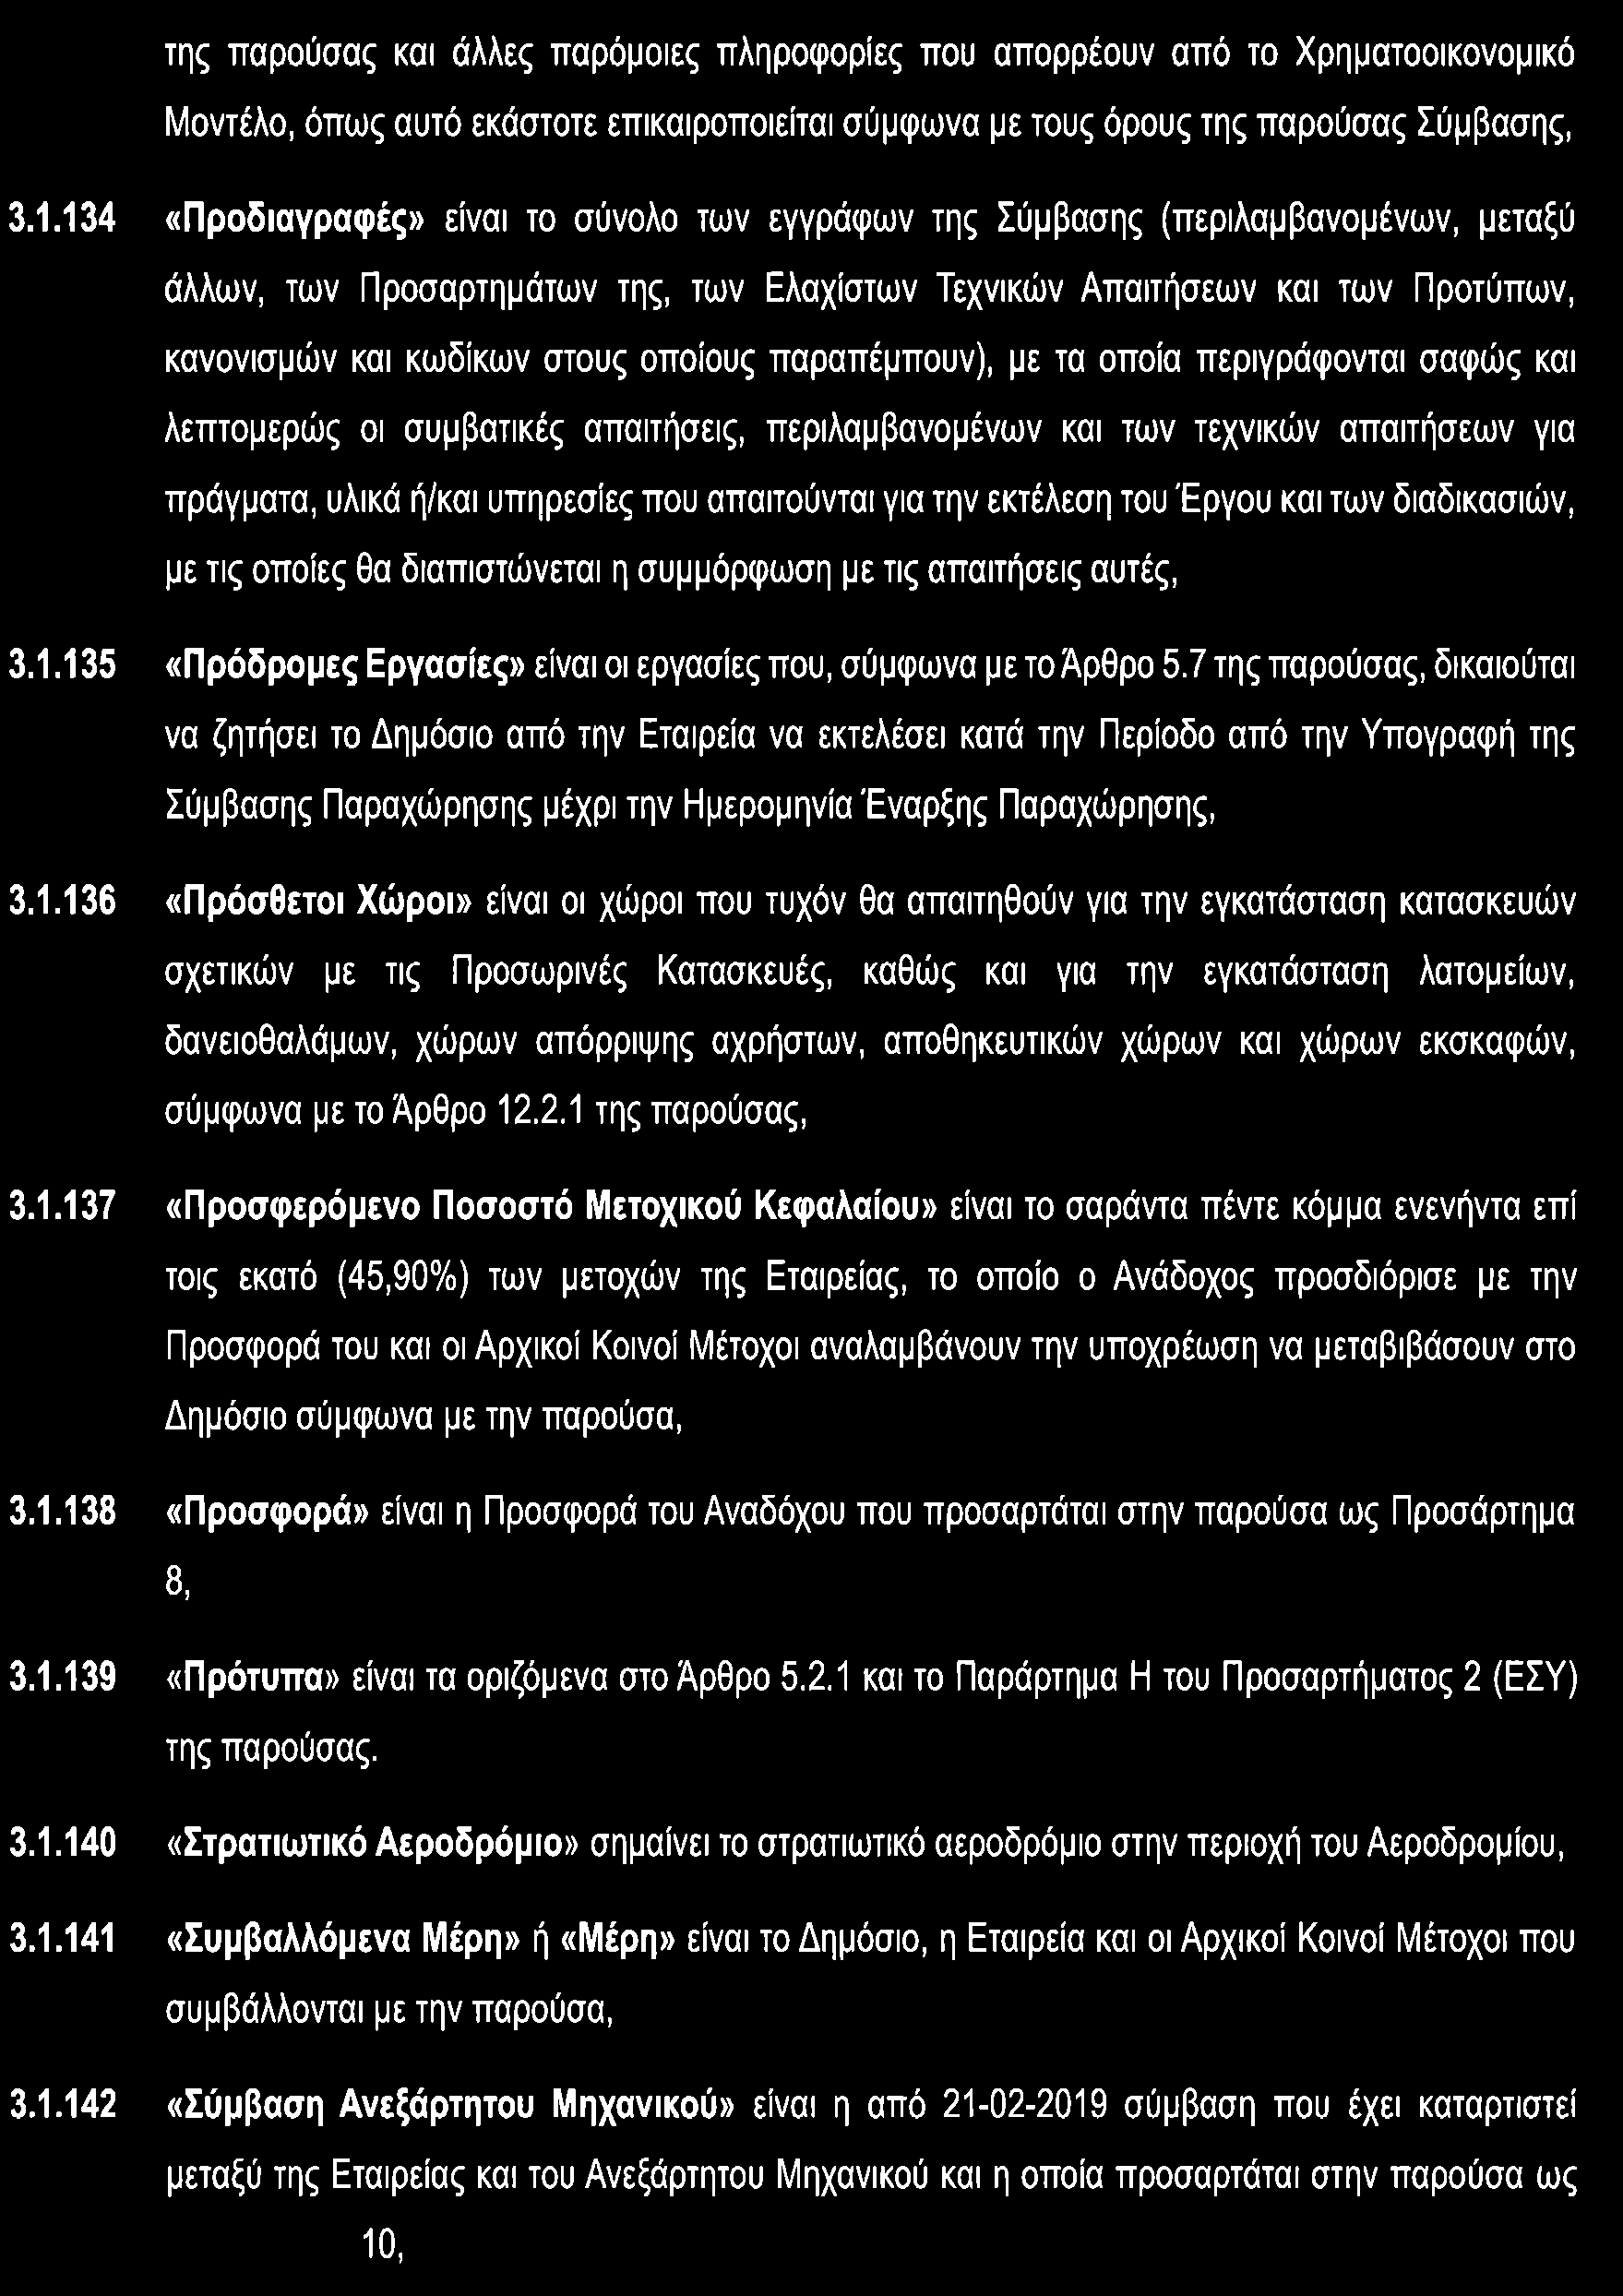 της παρούσας και άλλες παρόμοιες πληροφορίες που απορρέουν από το Χρηματοοικονομικό
Μοντέλο, όπως αυτό εκάστοτε επικαιροποιείται σύμφωνα με τους όρους της παρούσας Σύμβασης,
3.1.134 «Προδιαγραφές» είναι το σύνολο των εγγράφων της Σύμβασης (περιλαμβανομένων, μεταξύ
άλλων, των Προσαρτημάτων της, των Ελαχίστων Τεχνικών Απαιτήσεων και των Προτύπων,
κανονισμών και κωδίκων στους οποίους παραπέμπουν), με τα οποία περιγράφονται σαφώς και
λεπτομερώς οι συμβατικές απαιτήσεις, περιλαμβανομένων και των τεχνικών απαιτήσεων για
πράγματα, υλικά ή/και υπηρεσίες που απαιτούνται για την εκτέλεση του Έργου και των διαδικασιών,
με τις οποίες θα διαπιστώνεται η συμμόρφωση με τις απαιτήσεις αυτές,
3.1.135 «Πρόδρομες Εργασίες» είναι οι εργασίες που, σύμφωνα με το Άρθρο 5.7 της παρούσας, δικαιούται
να ζητήσει το Δημόσιο από την Εταιρεία να εκτελέσει κατά την Περίοδο από την Υπογραφή της
Σύμβασης Παραχώρησης μέχρι την Ημερομηνία Έναρξης Παραχώρησης,
3.1.136 «Πρόσθετοι Χώροι» είναι οι χώροι που τυχόν θα απαιτηθούν για την εγκατάσταση κατασκευών
σχετικών με τις Προσωρινές Κατασκευές, καθώς και για την εγκατάσταση λατομείων,
δανειοθαλάμων, χώρων απόρριψης αχρήστων, αποθηκευτικών χώρων και χώρων εκσκαφών,
σύμφωνα με το Άρθρο 12.2.1 της παρούσας,
3.1.137 «Προσφερόμενο Ποσοστό Μετοχικού Κεφαλαίου» είναι το σαράντα πέντε κόμμα ενενήντα επί
τοις εκατό (45,90%) των μετοχών της Εταιρείας, το οποίο ο Ανάδοχος προσδιόρισε με την
Προσφορά του και οι Αρχικοί Κοινοί Μέτοχοι αναλαμβάνουν την υποχρέωση να μεταβιβάσουν στο
Δημόσιο σύμφωνα με την παρούσα,
3.1.138 «Προσφορά» είναι η Προσφορά του Αναδόχου που προσαρτάται στην παρούσα ως Προσάρτημα
8,
3.1.139 «Πρότυπα» είναι τα οριζόμενα στο Άρθρο 5.2.1 και το Παράρτημα Η του Προσαρτήματος 2 (ΕΣΥ)
της παρούσας.
3.1.140 «Στρατιωτικό Αεροδρόμιο» σημαίνει το στρατιωτικό αεροδρόμιο στην περιοχή του Αεροδρομίου,
3.1.141 «Συμβαλλόμενα Μέρη» ή «Μέρη» είναι το Δημόσιο, η Εταιρεία και οι Αρχικοί Κοινοί Μέτοχοι που
συμβάλλονται με την παρούσα,
3.1.142 «Σύμβαση Ανεξάρτητου Μηχανικού» είναι η από 21-02-2019 σύμβαση που έχει καταρτιστεί
μεταξύ της Εταιρείας και του Ανεξάρτητου Μηχανικού και η οποία προσαρτάται στην παρούσα ως
10,